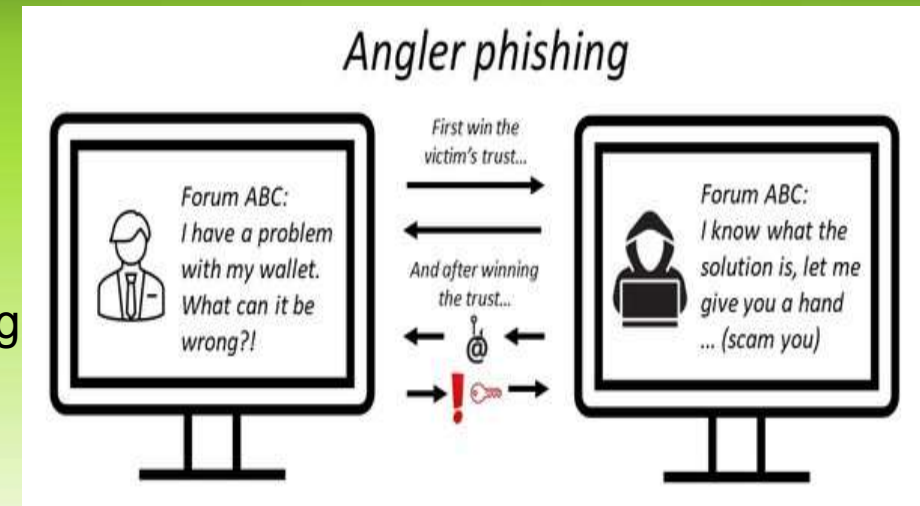 Angler phishing
Forum ABC:
I have a problem
with my wallet.
What can it be
wrong?!
First win the
victim's trust...
And after winning
the trust...
@
Forum ABC:
I know what the
solution is, let me
give you a hand
... (scam you)
g